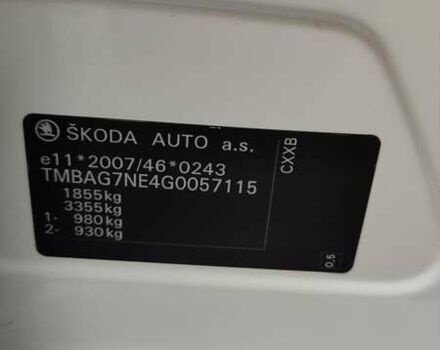 ŠKODA AUTO a.s.
e11*2007/46*0243
TMBAG7NE4G0057115
1855kg
3355kg
1- 980kg
2- 930kg
CXXB
0,5